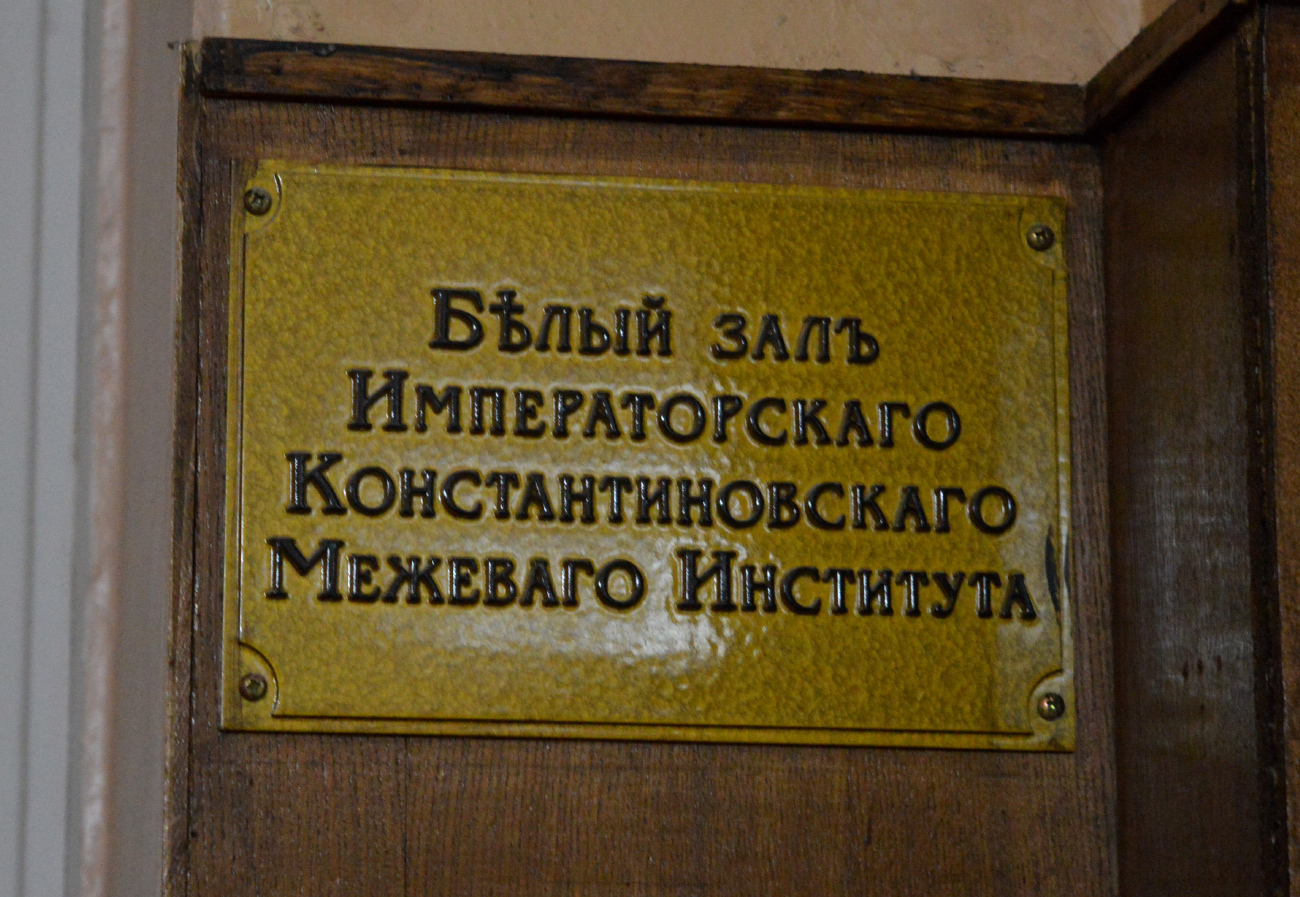 Бѣлый залъ
Императорскаго
Константиновскаго
Межеваго Института